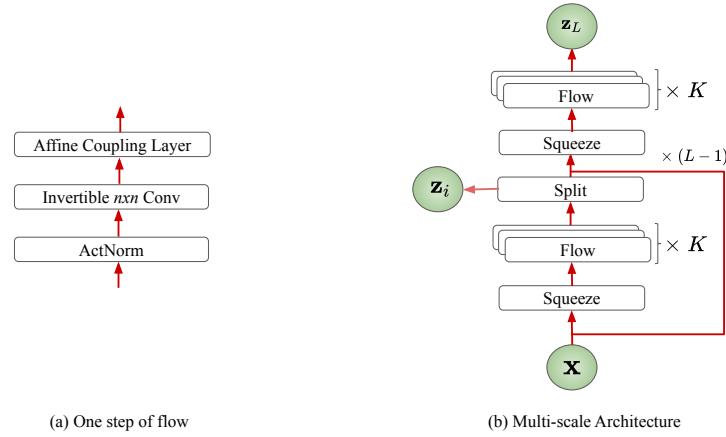 Affine Coupling Layer
Invertible nxn Conv
ActNorm
(a) One step of flow
z_L
Flow
× K
Squeeze
× (L − 1)
z_i
Split
Flow
× K
Squeeze
x
(b) Multi-scale Architecture